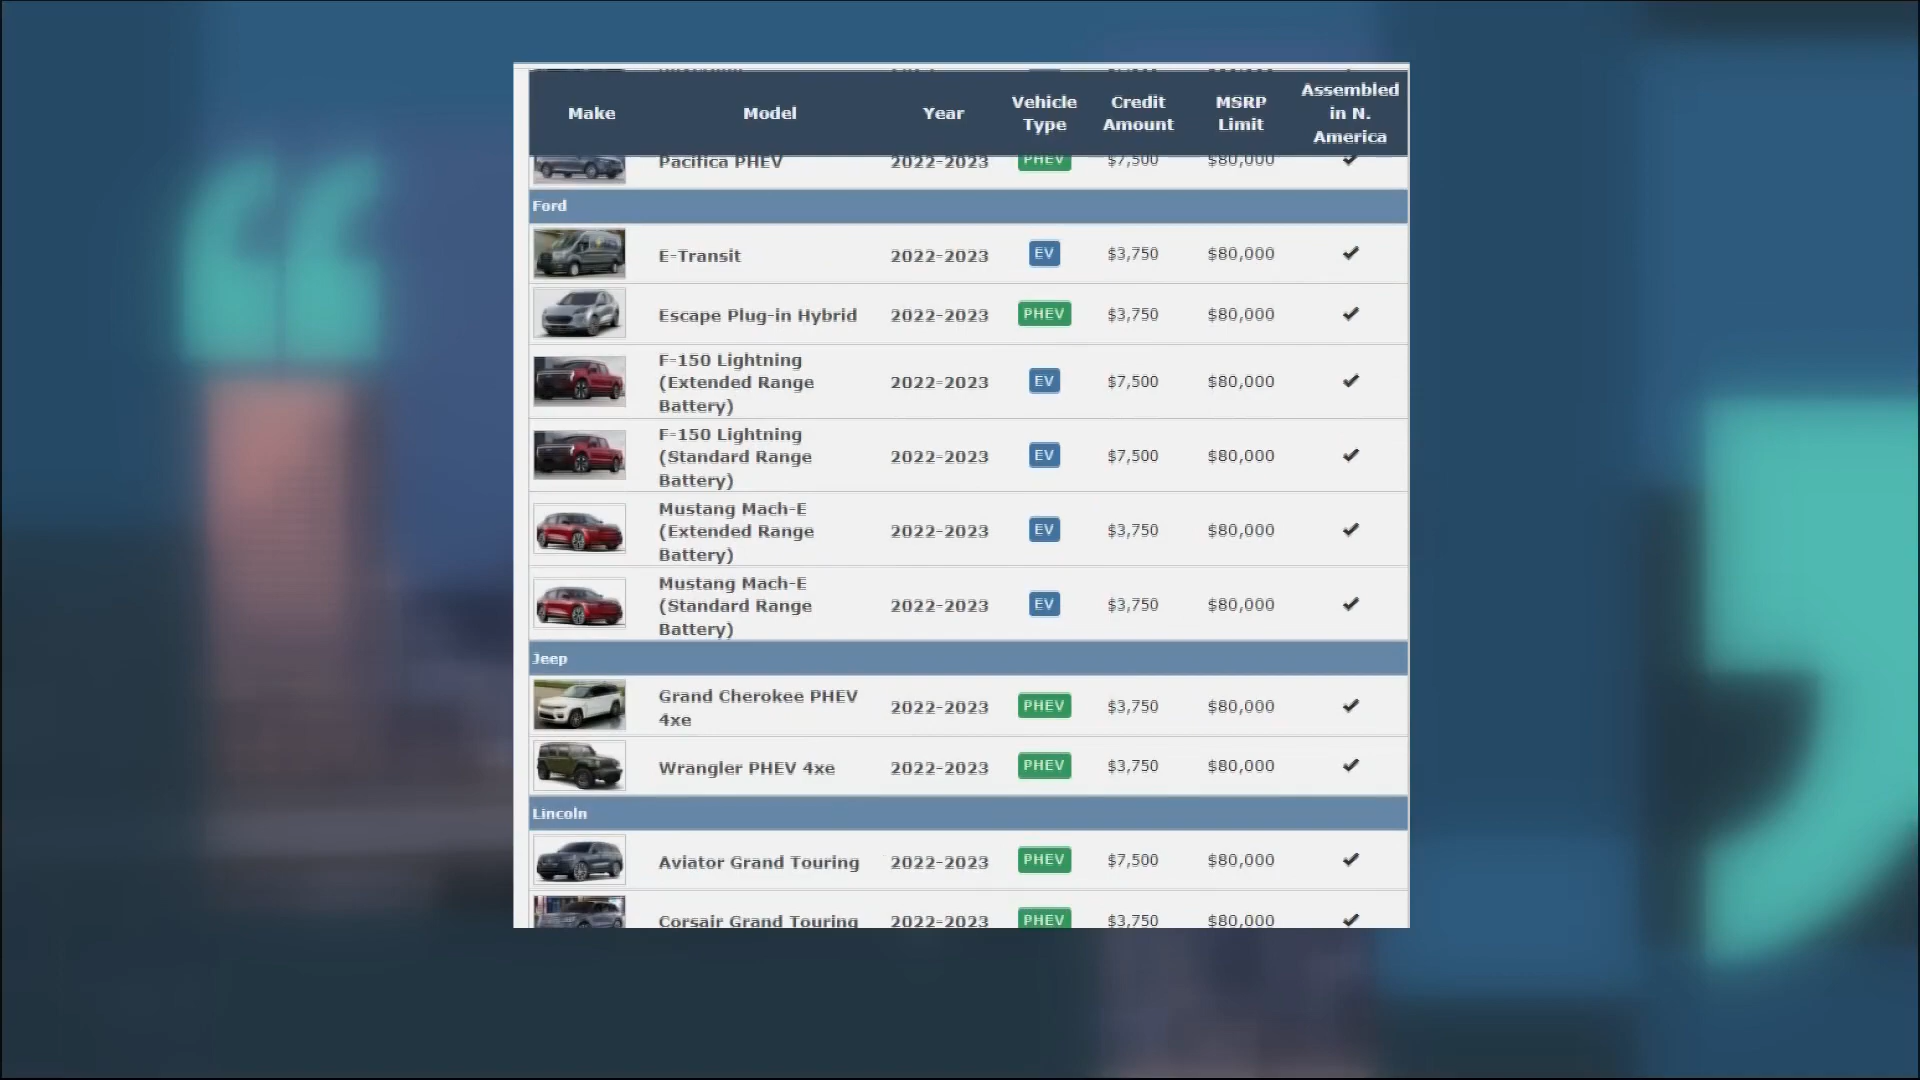 Make Model Year Vehicle Type Credit Amount MSRP Limit Assembled in N. America
Pacifica PHEV 2022-2023 PHEV $7,500 $80,000 ✔
Ford
E-Transit 2022-2023 EV $3,750 $80,000 ✔
Escape Plug-in Hybrid 2022-2023 PHEV $3,750 $80,000 ✔
F-150 Lightning (Extended Range Battery) 2022-2023 EV $7,500 $80,000 ✔
F-150 Lightning (Standard Range Battery) 2022-2023 EV $7,500 $80,000 ✔
Mustang Mach-E (Extended Range Battery) 2022-2023 EV $3,750 $80,000 ✔
Mustang Mach-E (Standard Range Battery) 2022-2023 EV $3,750 $80,000 ✔
Jeep
Grand Cherokee PHEV 4xe 2022-2023 PHEV $3,750 $80,000 ✔
Wrangler PHEV 4xe 2022-2023 PHEV $3,750 $80,000 ✔
Lincoln
Aviator Grand Touring 2022-2023 PHEV $7,500 $80,000 ✔
Corsair Grand Touring 2022-2023 PHEV $3,750 $80,000 ✔